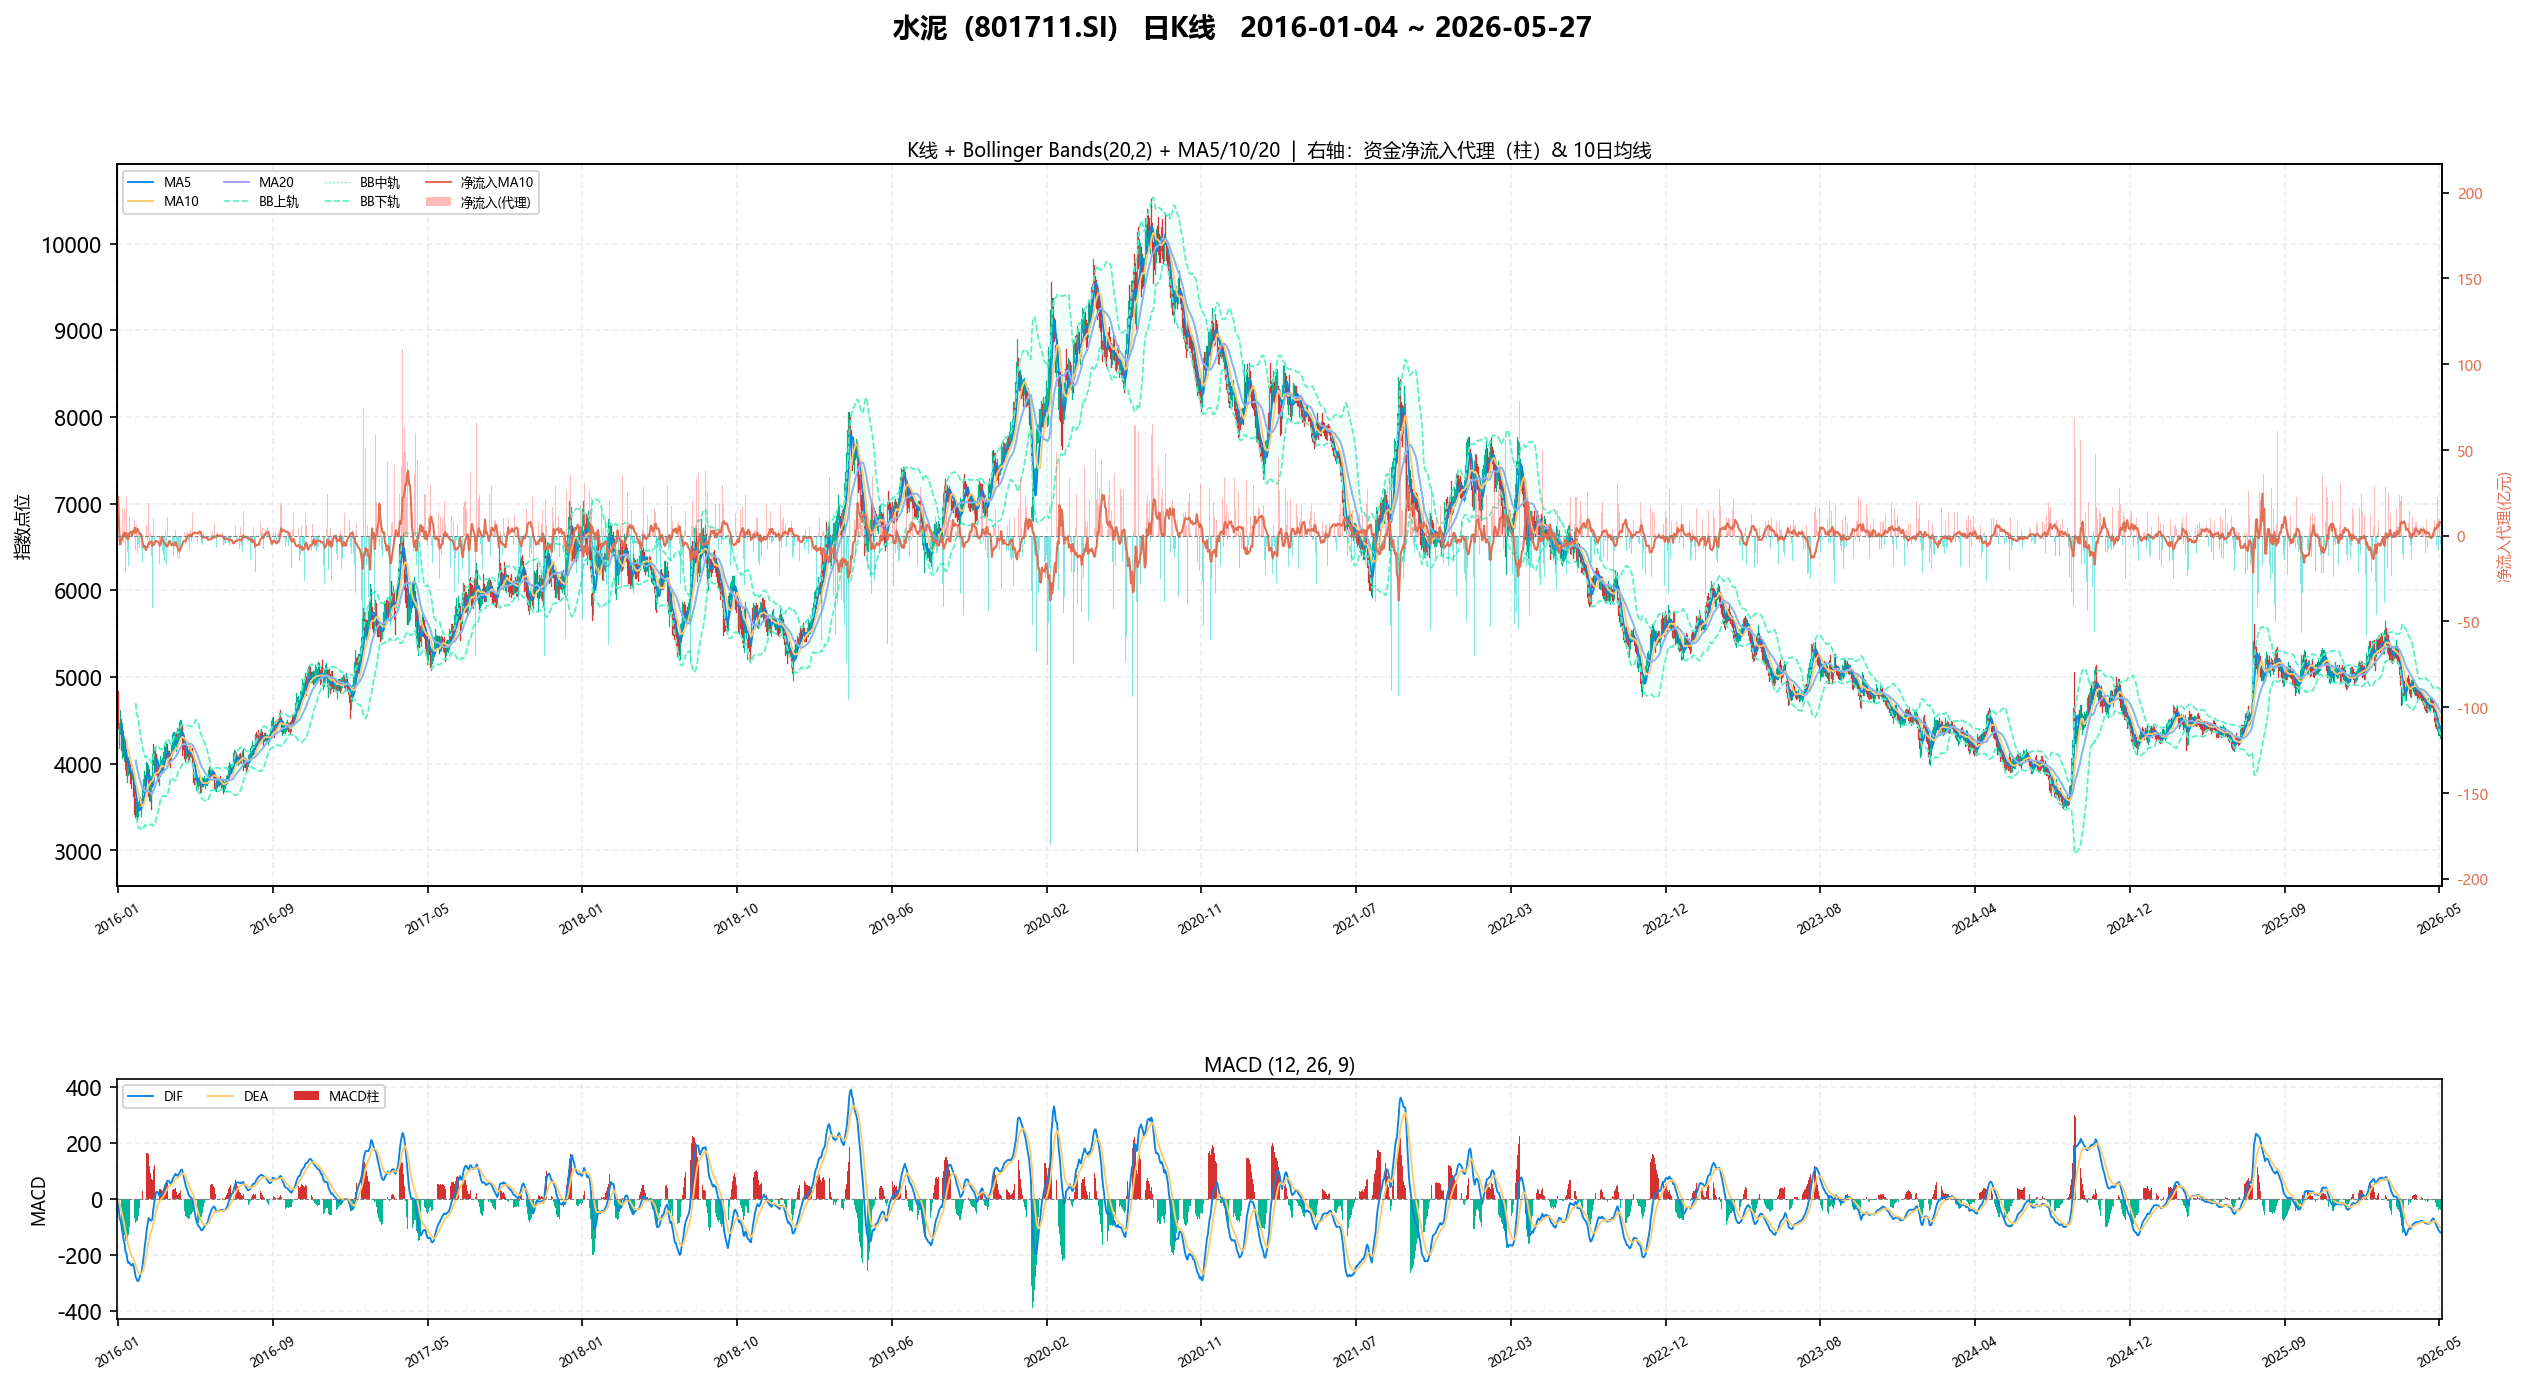 水泥  (801711.SI)   日K线   2016-01-04 ~ 2026-05-27
K线 + Bollinger Bands(20,2) + MA5/10/20 | 右轴：资金净流入代理（柱）& 10日均线
MA5 MA20 BB中轨 净流入MA10
MA10 BB上轨 BB下轨 净流入(代理)
指数点位
10000
9000
8000
7000
6000
5000
4000
3000
200
150
100
50
0
-50
-100
-150
-200
净流入代理(亿元)
2016-01 2016-09 2017-05 2018-01 2018-10 2019-06 2020-02 2020-11 2021-07 2022-03 2022-12 2023-08 2024-04 2024-12 2025-09 2026-05
MACD (12, 26, 9)
DIF DEA MACD柱
MACD
400
200
0
-200
-400
2016-01 2016-09 2017-05 2018-01 2018-10 2019-06 2020-02 2020-11 2021-07 2022-03 2022-12 2023-08 2024-04 2024-12 2025-09 2026-05